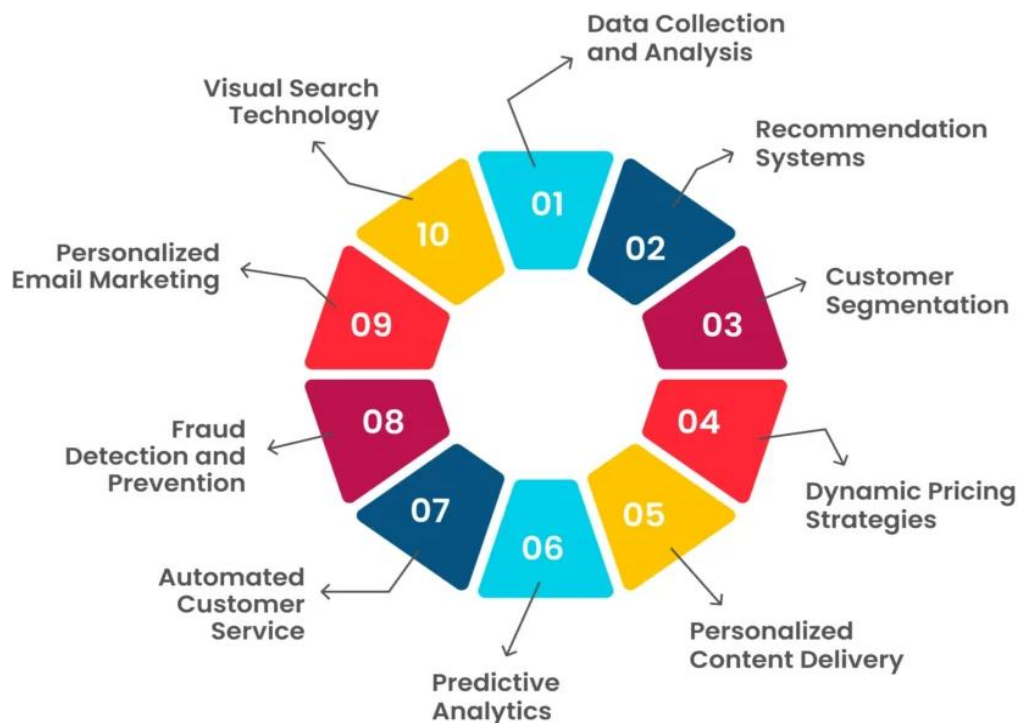 01
Data Collection
and Analysis
02
Recommendation
Systems
03
Customer
Segmentation
04
Dynamic Pricing
Strategies
05
Personalized
Content Delivery
06
Predictive
Analytics
07
Automated
Customer
Service
08
Fraud
Detection and
Prevention
09
Personalized
Email Marketing
10
Visual Search
Technology